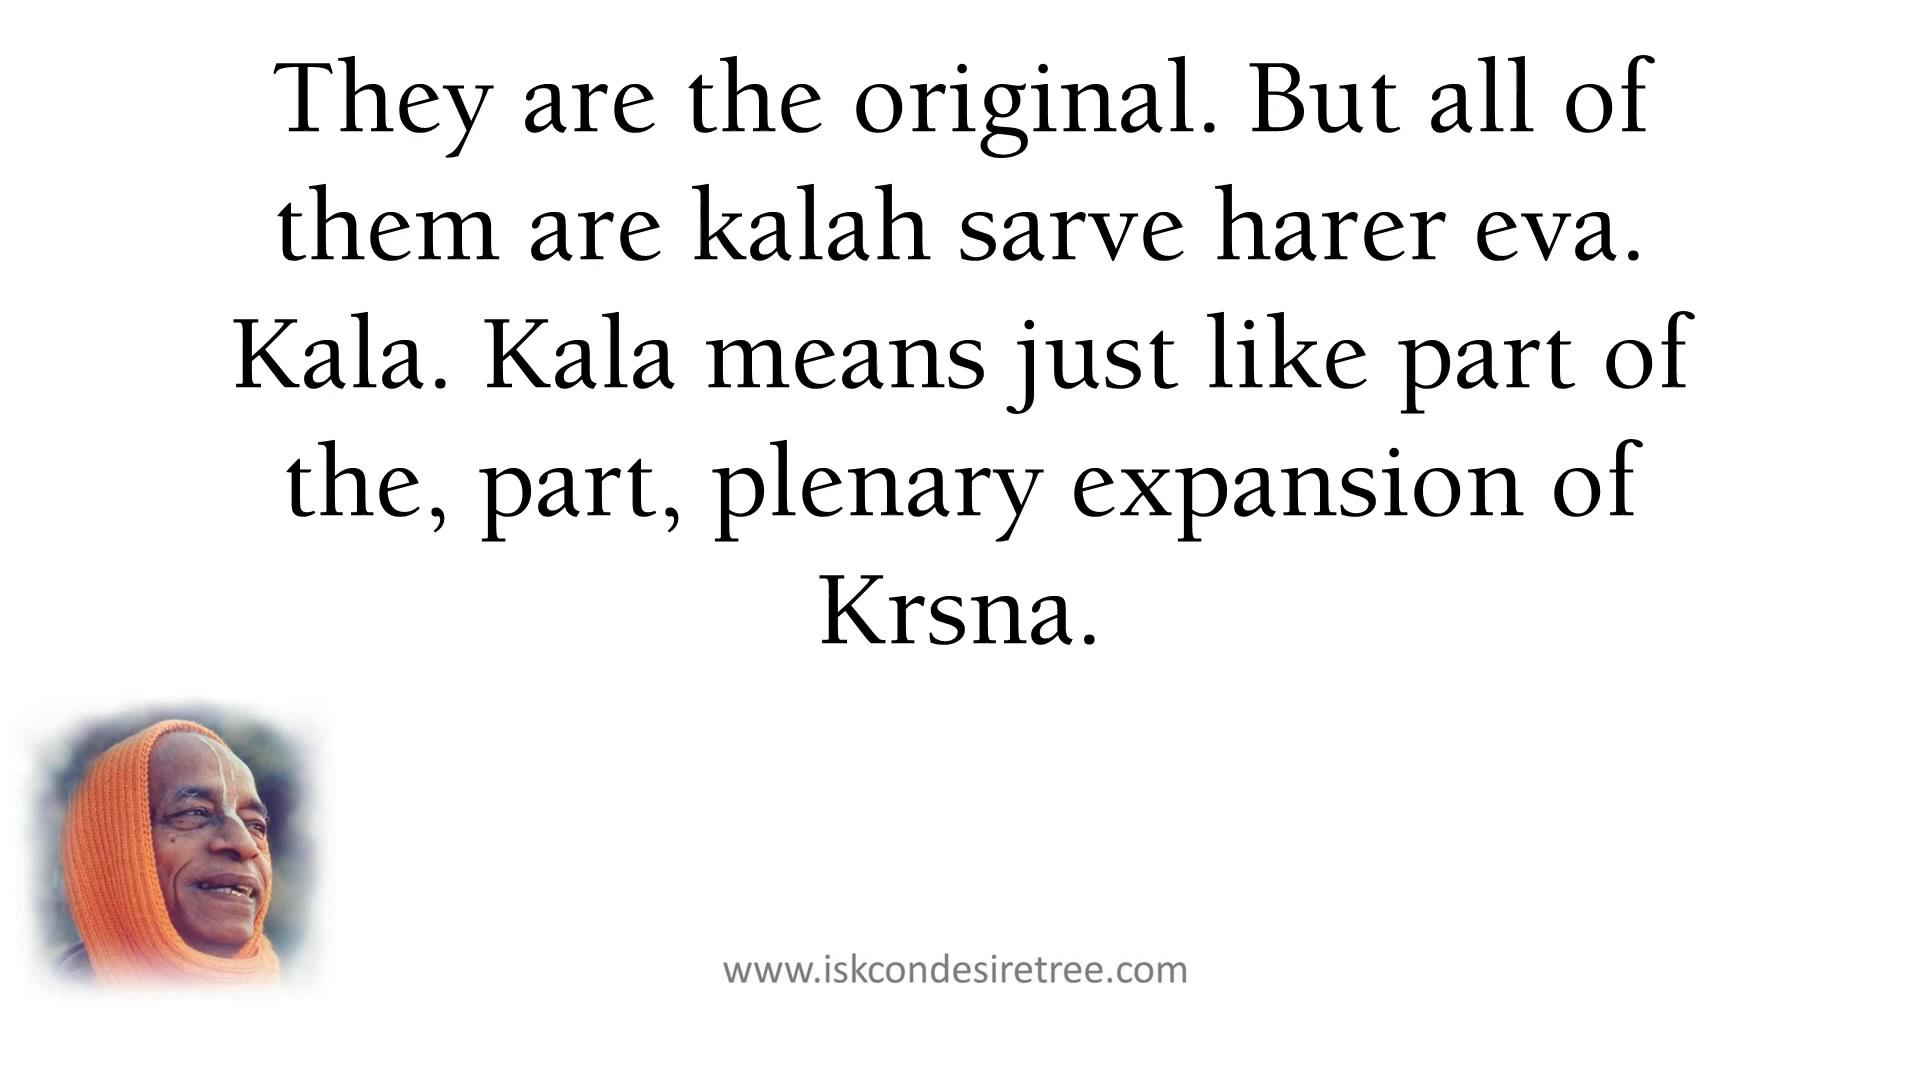 They are the original. But all of
them are kalah sarve harer eva.
Kala. Kala means just like part of
the, part, plenary expansion of
Krsna.
www.iskcondesiretree.com